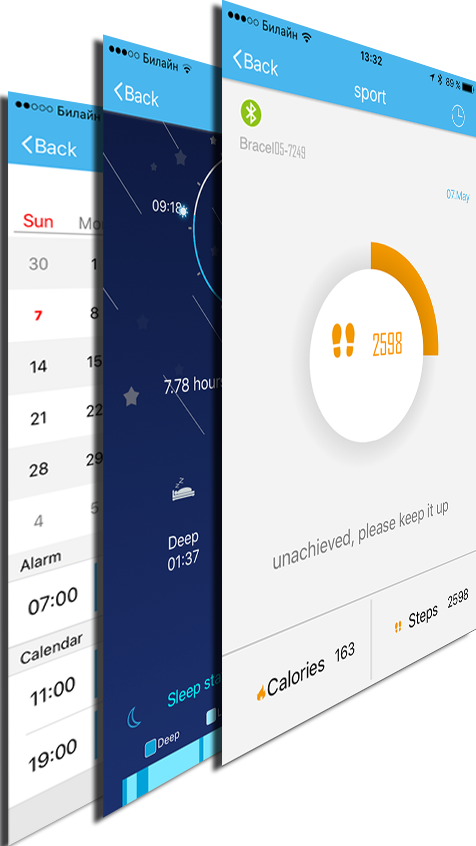 Билайн
Back
Sun
Mo
30 1
7 8
14 15
21 22
28 29
4 5
Alarm
07:00
Calendar
11:00
19:00
Билайн
Back
09:18
7.78 hours
Deep
01:37
Sleep sta
Deep
L
Билайн 13:32 89 %
Back
sport
BraceID5-7249
07.May
2598
unachieved, please keep it up
Calories 163
Steps 2598